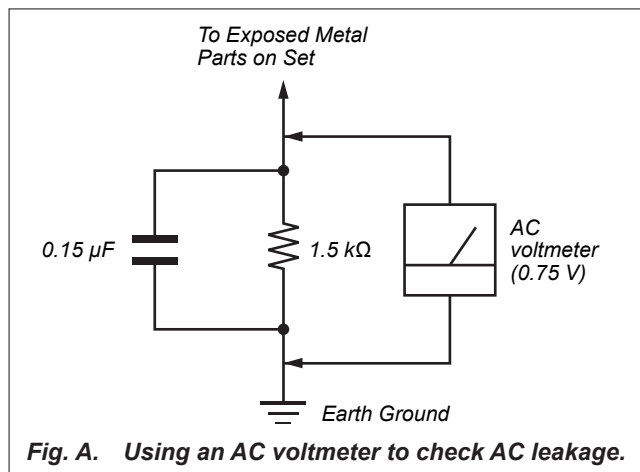 To Exposed Metal
Parts on Set
0.15 μF
1.5 kΩ
AC
voltmeter
(0.75 V)
Earth Ground
Fig. A. Using an AC voltmeter to check AC leakage.